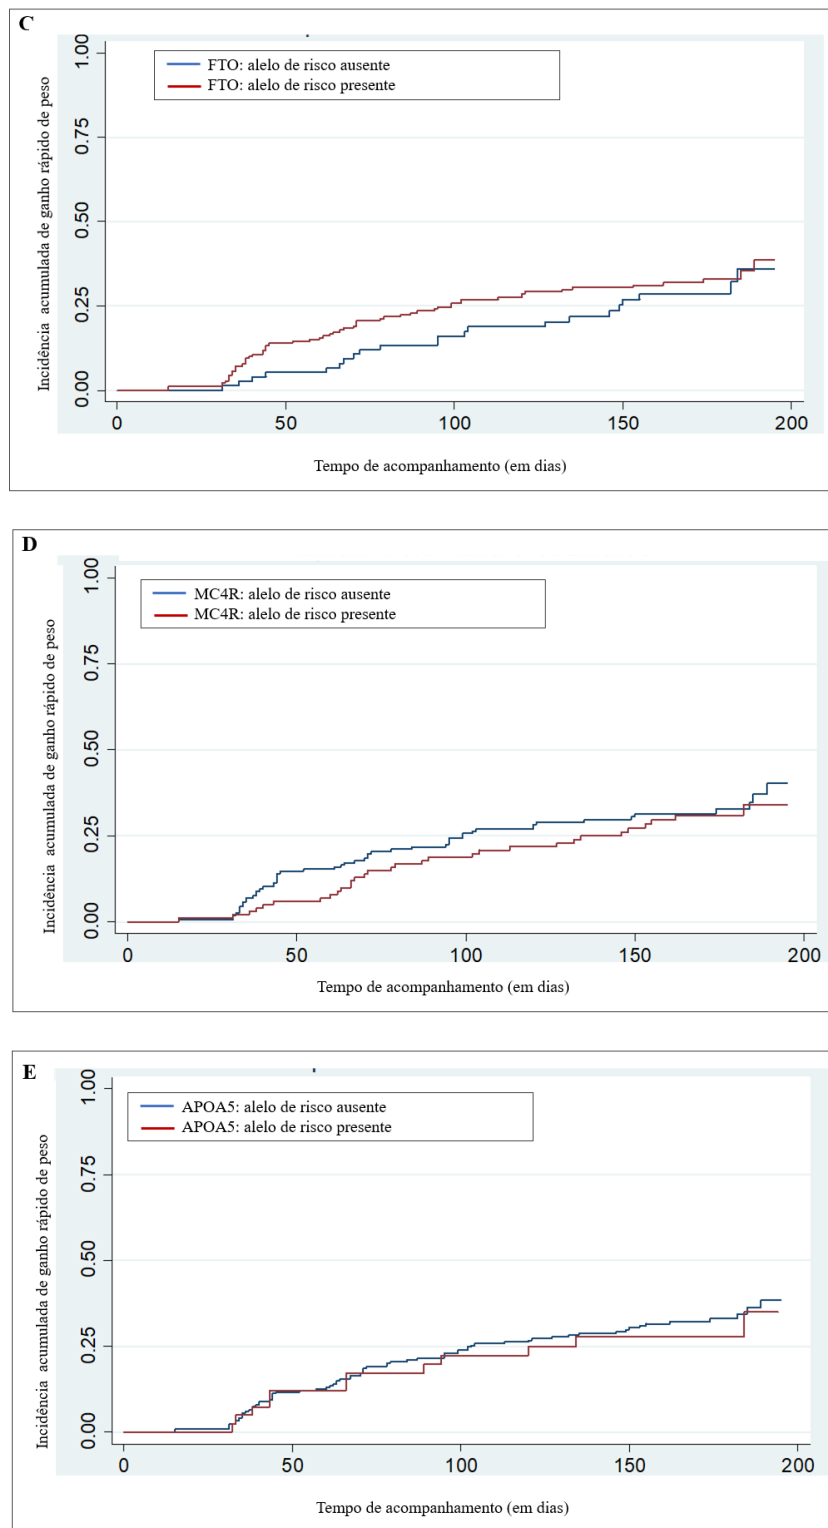 C
FTO: alelo de risco ausente
FTO: alelo de risco presente
Incidência acumulada de ganho rápido de peso
1.00
0.75
0.50
0.25
0.00
0 50 100 150 200
Tempo de acompanhamento (em dias)
D
MC4R: alelo de risco ausente
MC4R: alelo de risco presente
Incidência acumulada de ganho rápido de peso
1.00
0.75
0.50
0.25
0.00
0 50 100 150 200
Tempo de acompanhamento (em dias)
E
APOA5: alelo de risco ausente
APOA5: alelo de risco presente
Incidência acumulada de ganho rápido de peso
1.00
0.75
0.50
0.25
0.00
0 50 100 150 200
Tempo de acompanhamento (em dias)